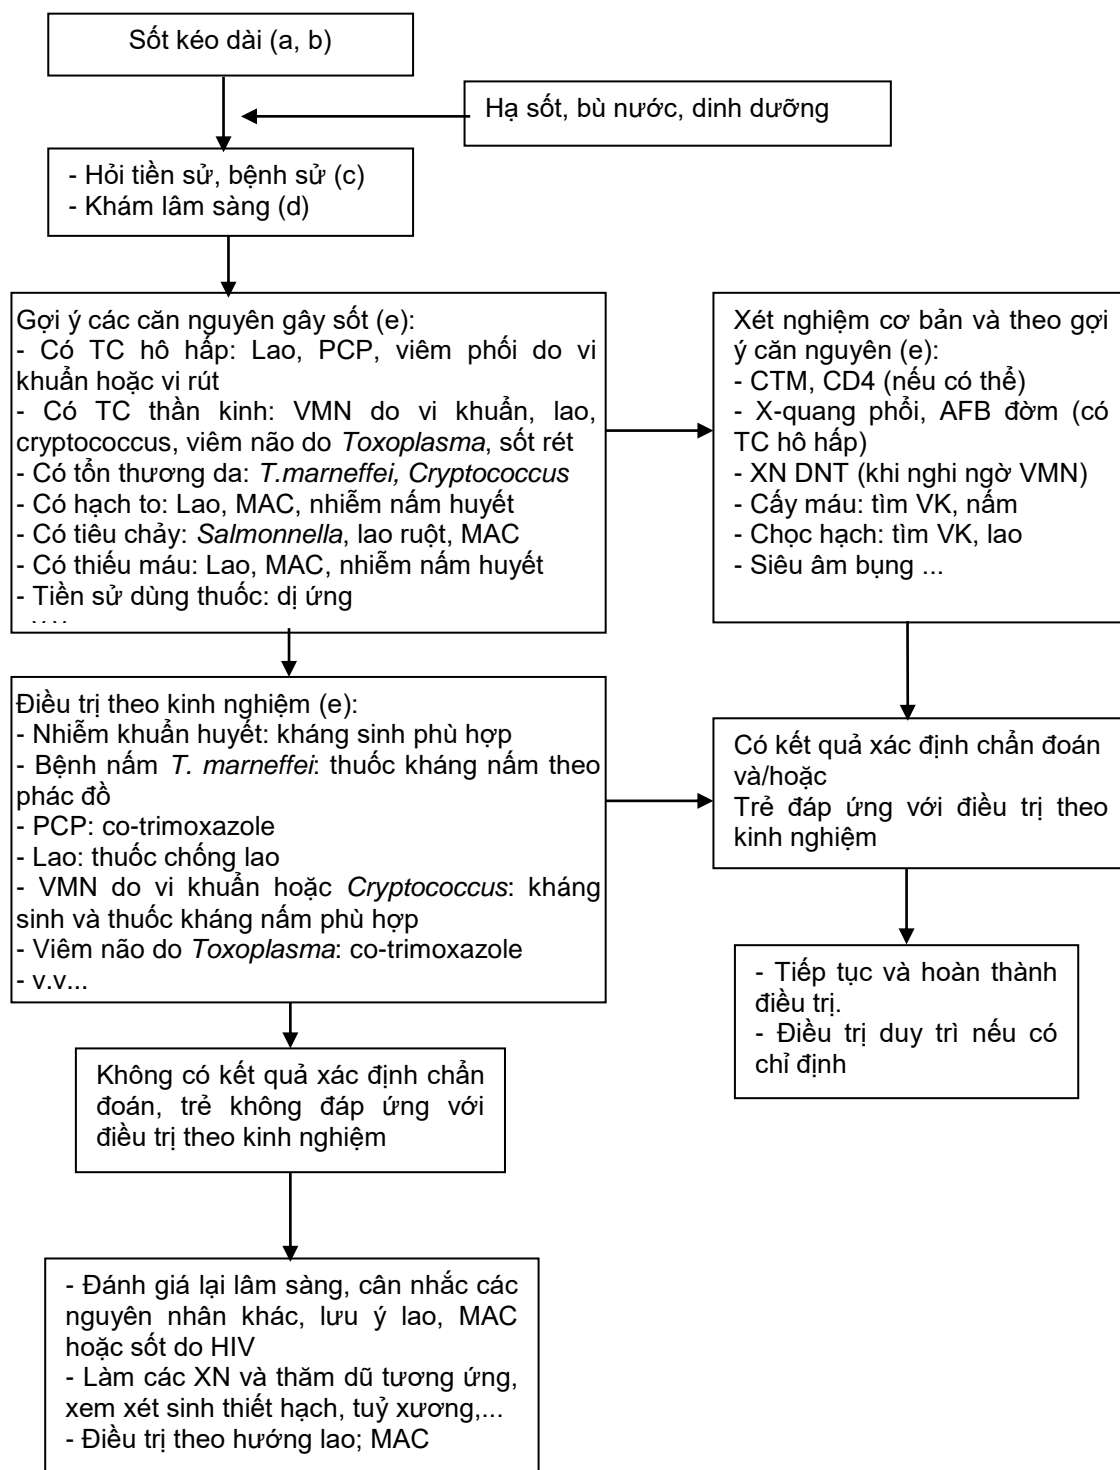 Sốt kéo dài (a, b)
Hạ sốt, bù nước, dinh dưỡng
- Hỏi tiền sử, bệnh sử (c)
- Khám lâm sàng (d)
Gợi ý các căn nguyên gây sốt (e):
- Có TC hô hấp: Lao, PCP, viêm phổi do vi
khuẩn hoặc vi rút
- Có TC thần kinh: VMN do vi khuẩn, lao,
cryptococcus, viêm não do Toxoplasma, sốt rét
- Có tổn thương da: T.marneffei, Cryptococcus
- Có hạch to: Lao, MAC, nhiễm nấm huyết
- Có tiêu chảy: Salmonnella, lao ruột, MAC
- Có thiếu máu: Lao, MAC, nhiễm nấm huyết
- Tiền sử dùng thuốc: dị ứng
Xét nghiệm cơ bản và theo gợi
ý căn nguyên (e):
- CTM, CD4 (nếu có thể)
- X-quang phổi, AFB đờm (có
TC hô hấp)
- XN DNT (khi nghi ngờ VMN)
- Cấy máu: tìm VK, nấm
- Chọc hạch: tìm VK, lao
- Siêu âm bụng ...
Điều trị theo kinh nghiệm (e):
- Nhiễm khuẩn huyết: kháng sinh phù hợp
- Bệnh nấm T. marneffei: thuốc kháng nấm theo
phác đồ
- PCP: co-trimoxazole
- Lao: thuốc chống lao
- VMN do vi khuẩn hoặc Cryptococcus: kháng
sinh và thuốc kháng nấm phù hợp
- Viêm não do Toxoplasma: co-trimoxazole
- v.v...
Có kết quả xác định chẩn đoán
và/hoặc
Trẻ đáp ứng với điều trị theo
kinh nghiệm
- Tiếp tục và hoàn thành
điều trị.
- Điều trị duy trì nếu có
chỉ định
Không có kết quả xác định chẩn
đoán, trẻ không đáp ứng với
điều trị theo kinh nghiệm
- Đánh giá lại lâm sàng, cân nhắc các
nguyên nhân khác, lưu ý lao, MAC
hoặc sốt do HIV
- Làm các XN và thăm dũ tương ứng,
xem xét sinh thiết hạch, tuỷ xương,...
- Điều trị theo hướng lao; MAC